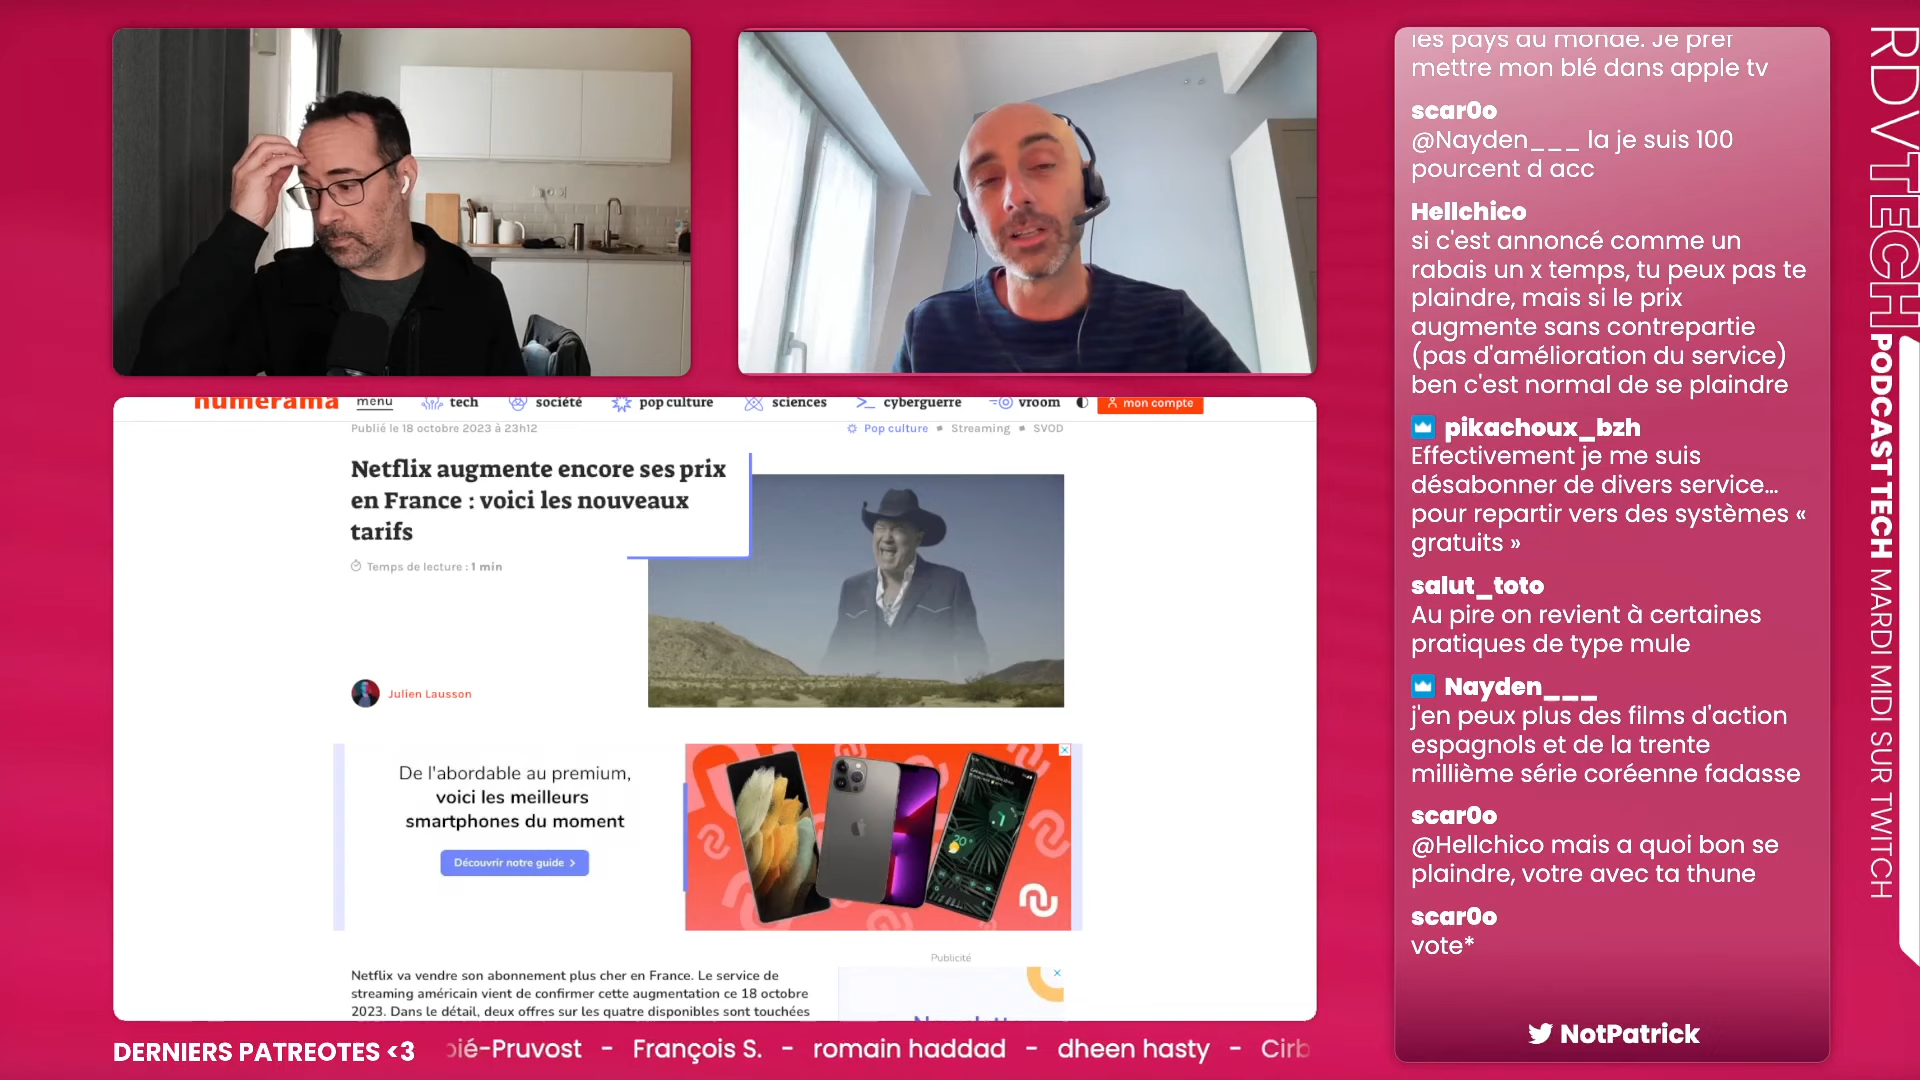 numerama
menu
tech
société
pop culture
sciences
cyberguerre
vroom
mon compte
Publié le 18 octobre 2023 à 23h12
Pop culture
Streaming
SVOD
Netflix augmente encore ses prix
en France : voici les nouveaux
tarifs
Temps de lecture : 1 min
Julien Lausson
De l'abordable au premium,
voici les meilleurs
smartphones du moment
Découvrir notre guide
20°
Publicité
Netflix va vendre son abonnement plus cher en France. Le service de
streaming américain vient de confirmer cette augmentation ce 18 octobre
2023. Dans le détail, deux offres sur les quatre disponibles sont touchées
DERNIERS PATREOTES <3
ié-Pruvost - François S. - romain haddad - dheen hasty - Cirb
les pays du monde. Je pref
mettre mon blé dans apple tv
scar0o
@Nayden___ la je suis 100
pourcent d acc
Hellchico
si c'est annoncé comme un
rabais un x temps, tu peux pas te
plaindre, mais si le prix
augmente sans contrepartie
(pas d'amélioration du service)
ben c'est normal de se plaindre
pikachoux_bzh
Effectivement je me suis
désabonner de divers service...
pour repartir vers des systèmes «
gratuits »
salut_toto
Au pire on revient à certaines
pratiques de type mule
Nayden___
j'en peux plus des films d'action
espagnols et de la trente
millième série coréenne fadasse
scar0o
@Hellchico mais a quoi bon se
plaindre, votre avec ta thune
scar0o
vote*
NotPatrick
RDVTECH
PODCAST TECH MARDI MIDI SUR TWITCH